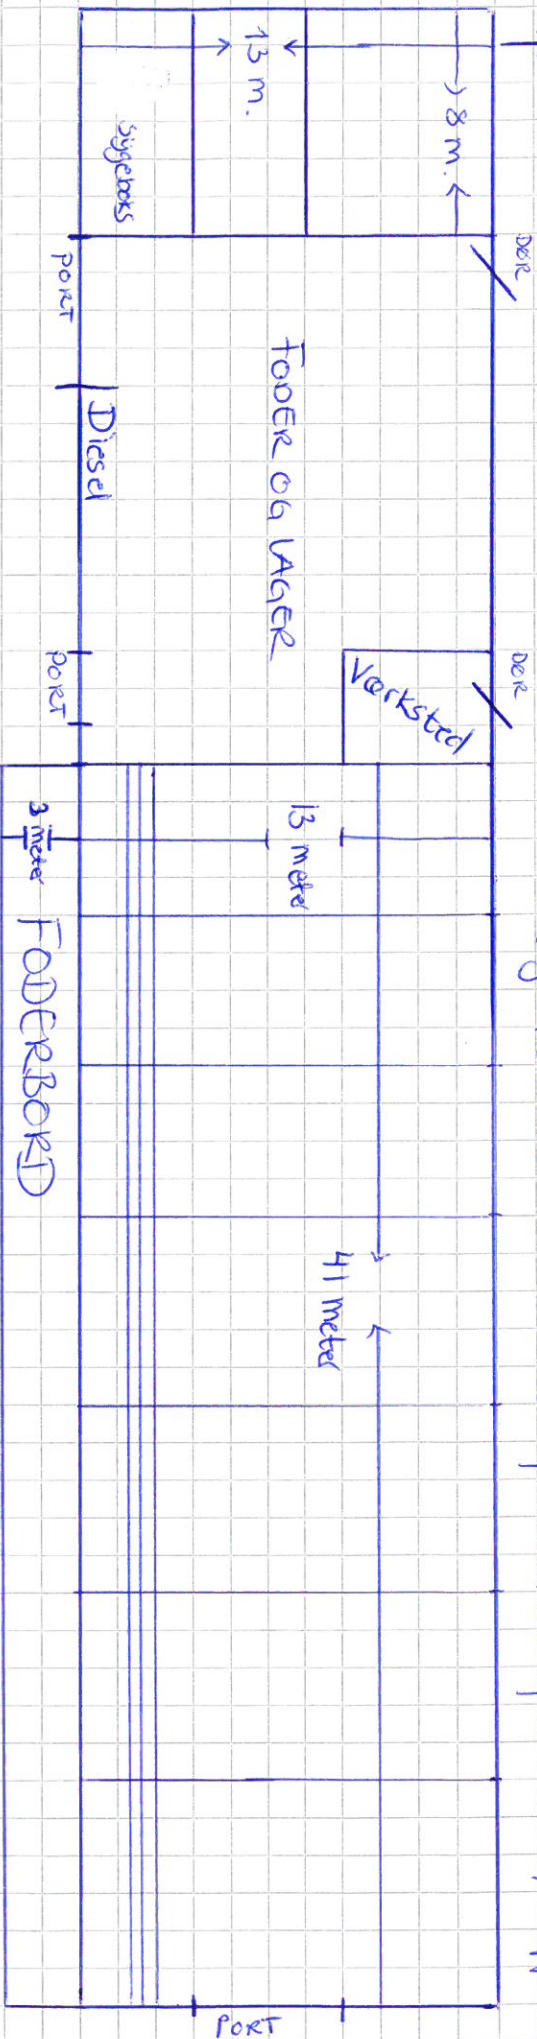 13 m.
8 m.
Sygeboks
DØR
PORT
Diesel
FODER OG LAGER
PORT
DØR
Værksted
13 meter
3 meter
FODERBORD
41 meter
PORT